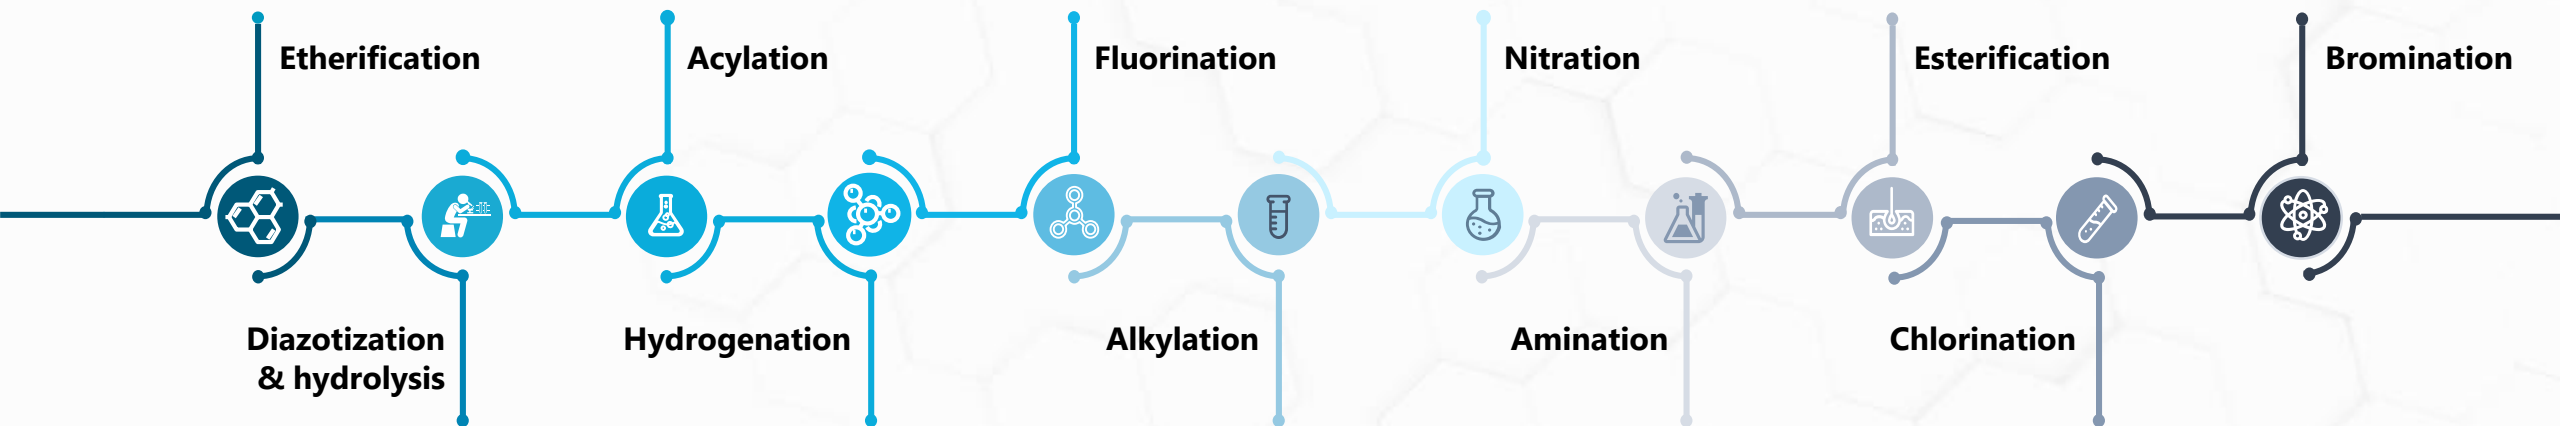 Etherification
Acylation
Fluorination
Nitration
Esterification
Bromination
Diazotization
& hydrolysis
Hydrogenation
Alkylation
Amination
Chlorination